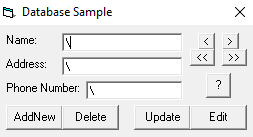 Database Sample
Name: \
< >
Address: \
<< >>
Phone Number: \
?
AddNew Delete Update Edit